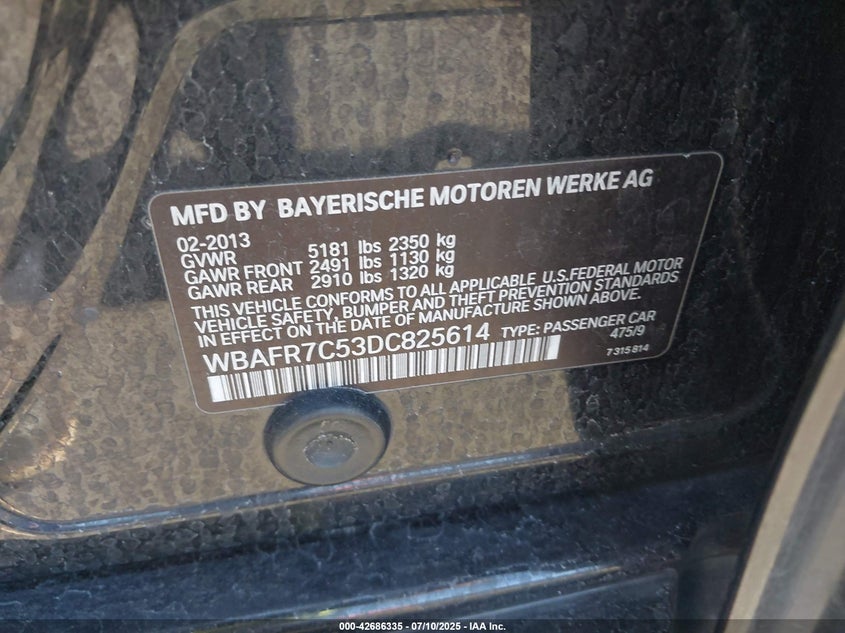 MFD BY BAYERISCHE MOTOREN WERKE AG
02-2013
GVWR 5181 lbs 2350 kg
GAWR FRONT 2491 lbs 1130 kg
GAWR REAR 2910 lbs 1320 kg
THIS VEHICLE CONFORMS TO ALL APPLICABLE U.S.FEDERAL MOTOR
VEHICLE SAFETY, BUMPER AND THEFT PREVENTION STANDARDS
IN EFFECT ON THE DATE OF MANUFACTURE SHOWN ABOVE.
WBAFR7C53DC825614 TYPE: PASSENGER CAR
475/9
7 315 814
000-42686335 - 07/10/2025 - IAA Inc.